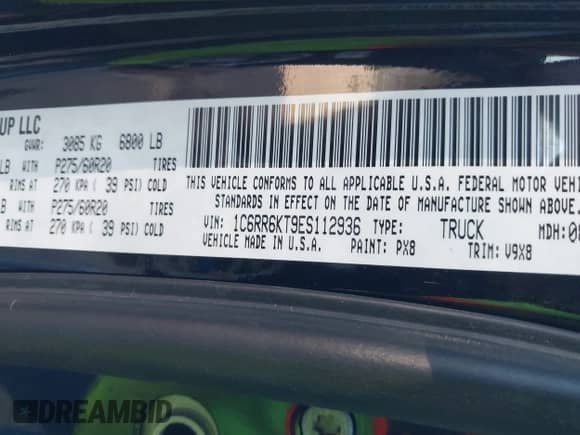 UP LLC
GVWR: 3085 KG 6800 LB
LB WITH P275/60R20 TIRES
RIMS AT 270 KPA ( 39 PSI) COLD
LB WITH P275/60R20 TIRES
RIMS AT 270 KPA ( 39 PSI) COLD
THIS VEHICLE CONFORMS TO ALL APPLICABLE U.S.A. FEDERAL MOTOR VEHIC
STANDARDS IN EFFECT ON THE DATE OF MANUFACTURE SHOWN ABOVE.
VIN: 1C6RR6KT9ES112936 TYPE: TRUCK MDH:
VEHICLE MADE IN U.S.A. PAINT: PX8 TRIM: V9X8
DREAMBID